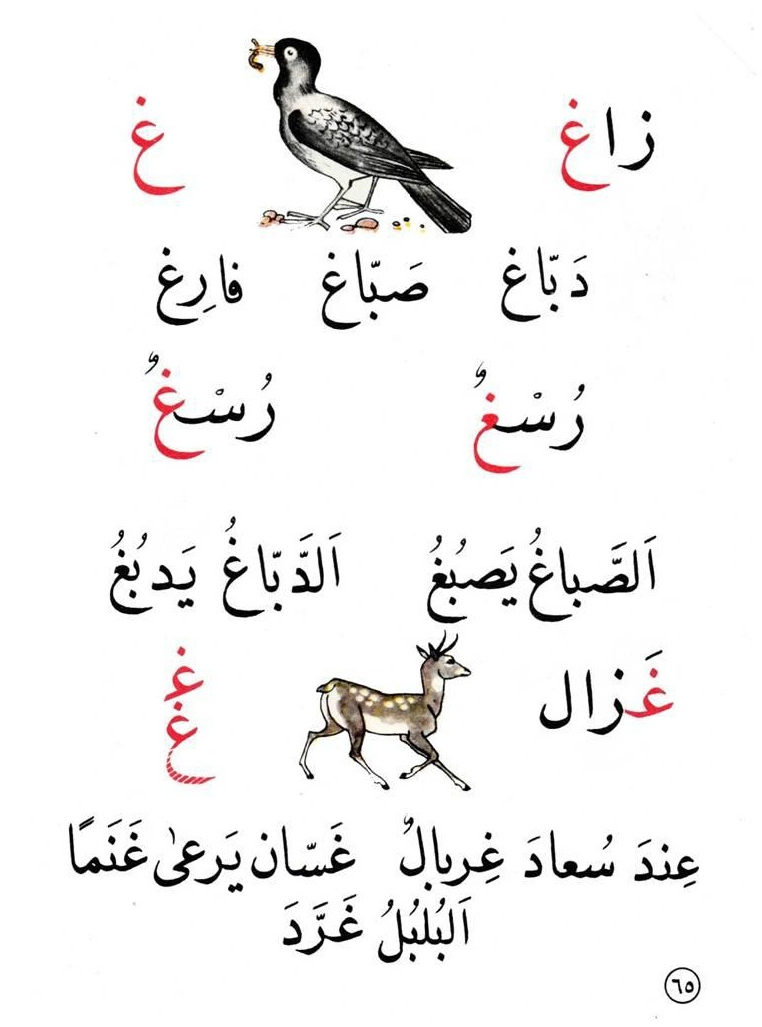 زاغ غ
دَبّاغ صَبّاغ فارِغ
رُسْغٌ رُسْغٌ
اَلصَّباغُ يَصبُغُ اَلدَّبّاغُ يَدبُغُ
غَزال غـ
غ
عِندَ سُعادَ غِربالٌ غَسّان يَرعىٰ غَنَمًا
اَلبُلبُلُ غَرَّدَ
٦٥